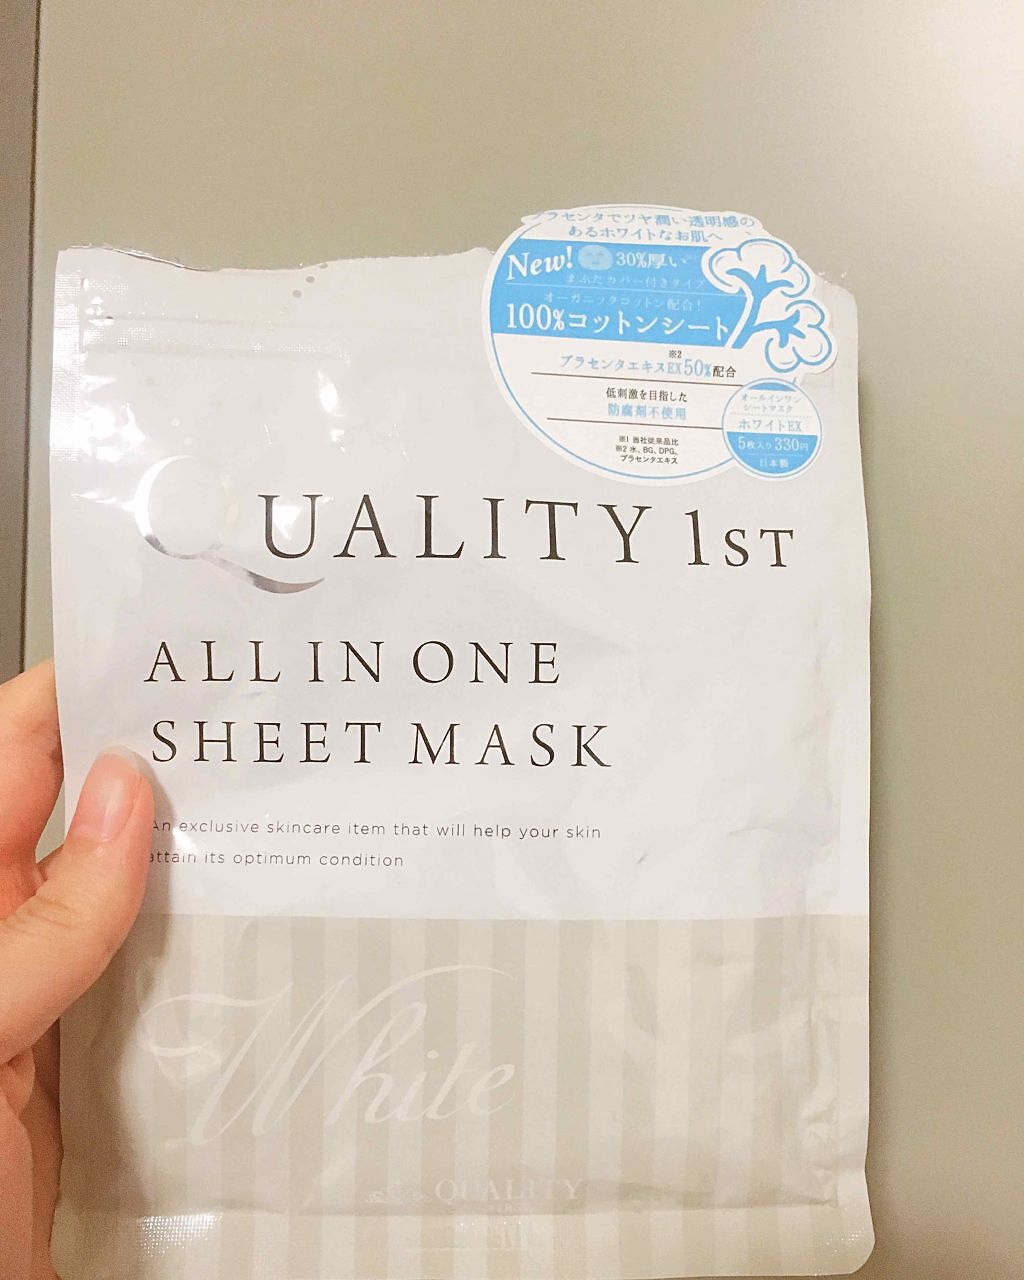 プラセンタでツヤ潤い透明感の
あるホワイトなお肌へ
New! 30%厚い
まぶたカバー付きタイプ
オーガニックコットン配合!
100%コットンシート
※2
プラセンタエキスEX50%配合
低刺激を目指した
防腐剤不使用
※1 当社従来品比
※2 水、BG、DPG、
プラセンタエキス
オールインワン
シートマスク
ホワイトEX
5枚入り330円
日本製
QUALITY 1ST
ALL IN ONE
SHEET MASK
An exclusive skincare item that will help your skin
attain its optimum condition
White
QUALITY